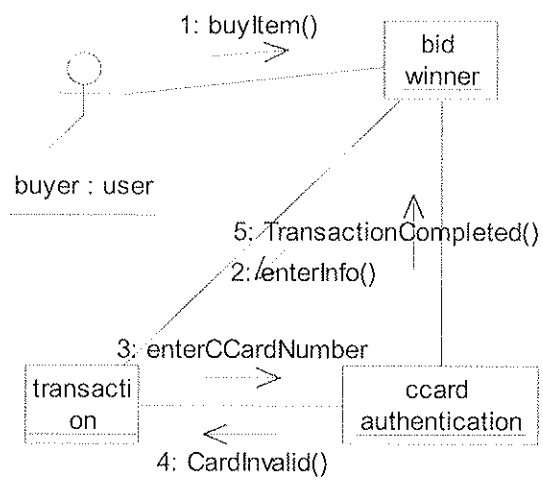 1: buyItem()
bid
winner
buyer : user
5: TransactionCompleted()
2: enterInfo()
3: enterCCardNumber
transacti
on
ccard
authentication
4: CardInvalid()